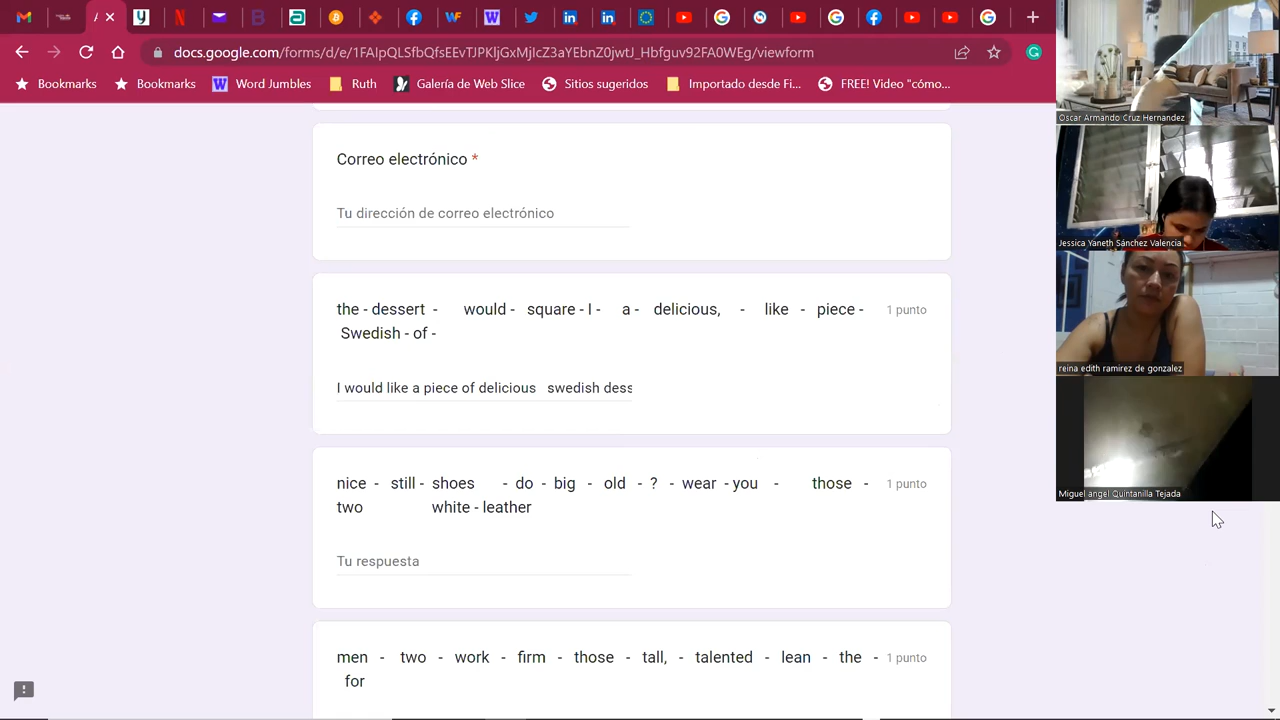 docs.google.com/forms/d/e/1FAIpQLSfbQfsEEvTJPKIjGxMjIcZ3aYEbnZ0jwtJ_Hbfguv92FA0WEg/viewform
Bookmarks Bookmarks Word Jumbles Ruth Galería de Web Slice Sitios sugeridos Importado desde Fi... FREE! Video "cómo...
Oscar Armando Cruz Hernandez
Correo electrónico *
Tu dirección de correo electrónico
Jessica Yaneth Sánchez Valencia
the - dessert - would - square - I - a - delicious, - like - piece - 1 punto
Swedish - of -
reina edith ramirez de gonzalez
I would like a piece of delicious swedish dess
nice - still - shoes - do - big - old - ? - wear - you - those - 1 punto
two white - leather
Miguel angel Quintanilla Tejada
Tu respuesta
men - two - work - firm - those - tall, - talented - lean - the - 1 punto
for